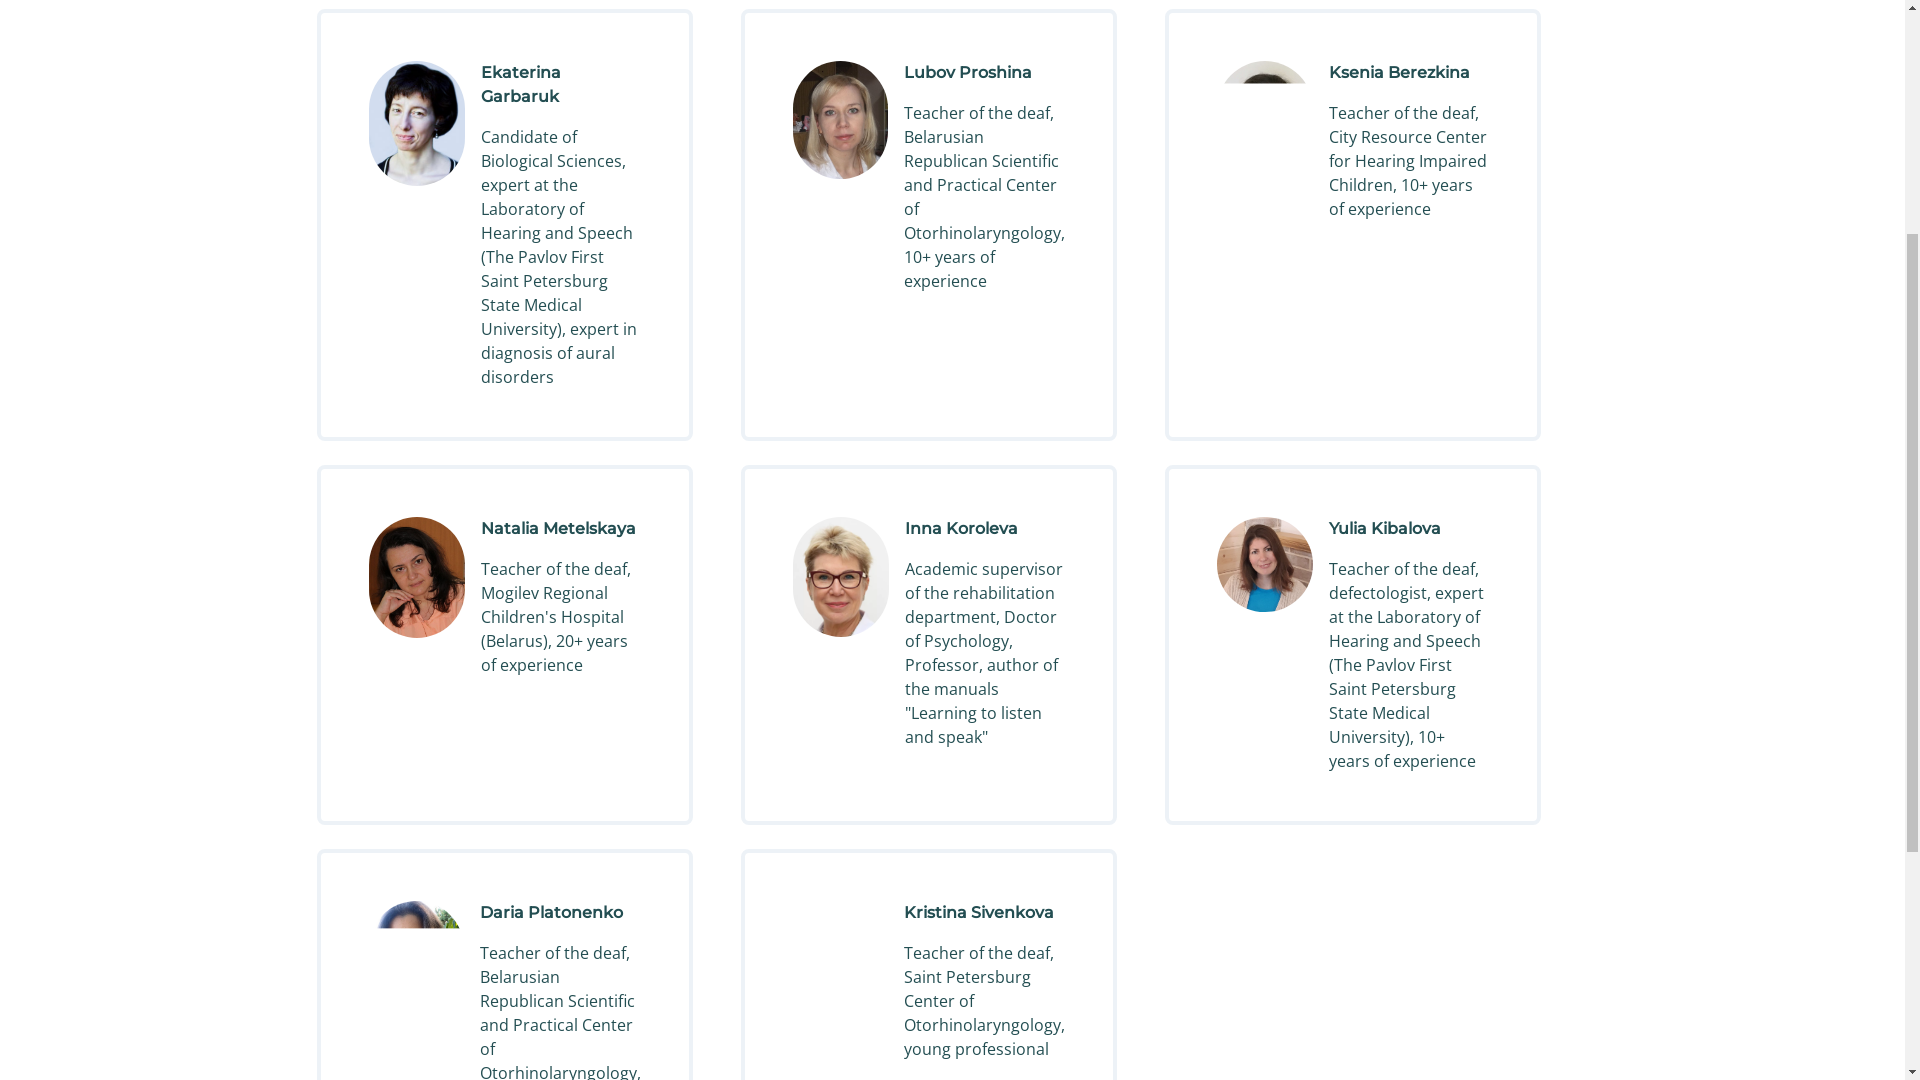 Ekaterina
Garbaruk
Candidate of
Biological Sciences,
expert at the
Laboratory of
Hearing and Speech
(The Pavlov First
Saint Petersburg
State Medical
University), expert in
diagnosis of aural
disorders
Lubov Proshina
Teacher of the deaf,
Belarusian
Republican Scientific
and Practical Center
of
Otorhinolaryngology,
10+ years of
experience
Ksenia Berezkina
Teacher of the deaf,
City Resource Center
for Hearing Impaired
Children, 10+ years
of experience
Natalia Metelskaya
Teacher of the deaf,
Mogilev Regional
Children's Hospital
(Belarus), 20+ years
of experience
Inna Koroleva
Academic supervisor
of the rehabilitation
department, Doctor
of Psychology,
Professor, author of
the manuals
"Learning to listen
and speak"
Yulia Kibalova
Teacher of the deaf,
defectologist, expert
at the Laboratory of
Hearing and Speech
(The Pavlov First
Saint Petersburg
State Medical
University), 10+
years of experience
Daria Platonenko
Teacher of the deaf,
Belarusian
Republican Scientific
and Practical Center
of
Otorhinolaryngology,
Kristina Sivenkova
Teacher of the deaf,
Saint Petersburg
Center of
Otorhinolaryngology,
young professional